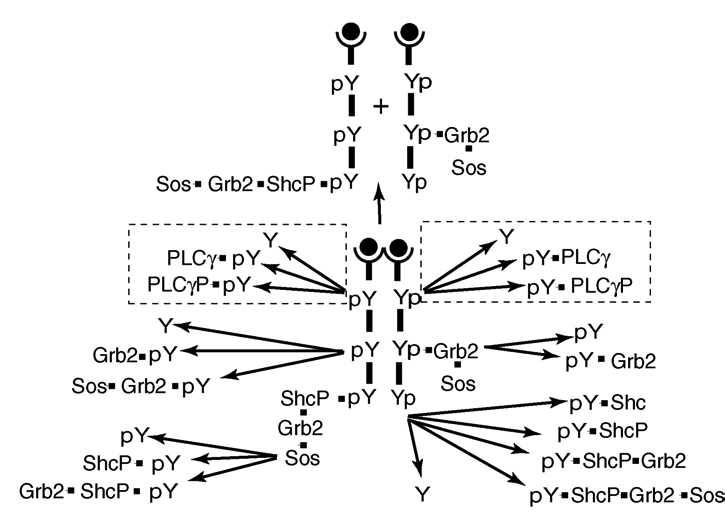 pY Yp
+
pY Yp▪Grb2
Sos
Sos▪ Grb2 ▪ShcP ▪pY Yp
Y Y
PLCγ▪ pY pY▪PLCγ
PLCγP▪pY pY▪ PLCγP
pY Yp
Y pY
Grb2▪pY pY Yp▪Grb2 pY▪Grb2
Sos▪ Grb2 ▪pY Sos
ShcP ▪pY Yp pY▪Shc
Grb2 pY▪ShcP
pY
Sos pY▪ShcP▪Grb2
ShcP▪ pY
Grb2▪ ShcP ▪ pY Y pY▪ShcP▪Grb2 ▪Sos